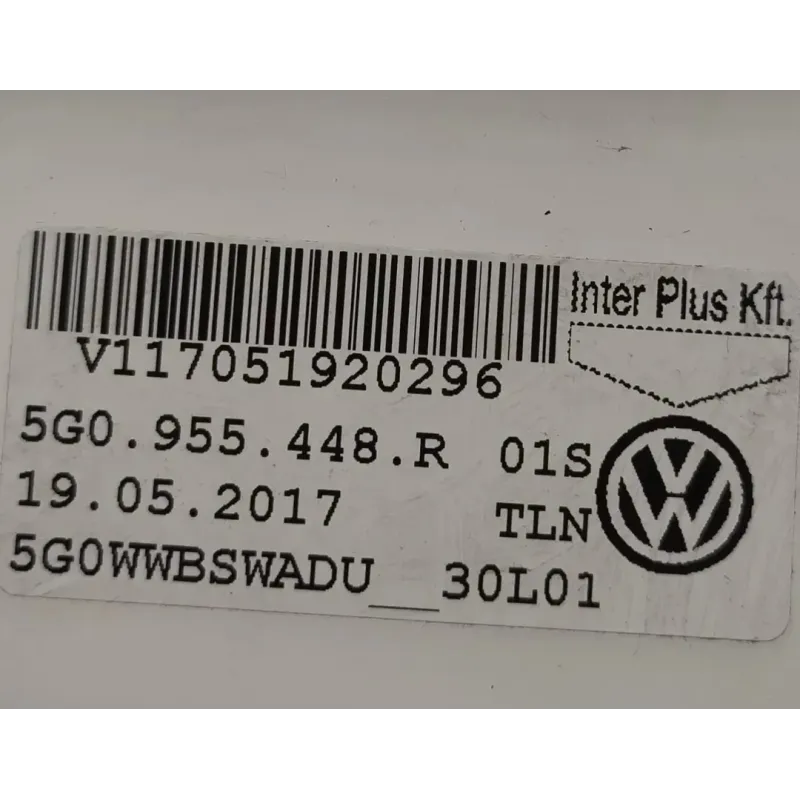 Inter Plus Kft.
V117051920296
5G0.955.448.R 01S
19.05.2017 TLN
5G0WWBSWADU__30L01